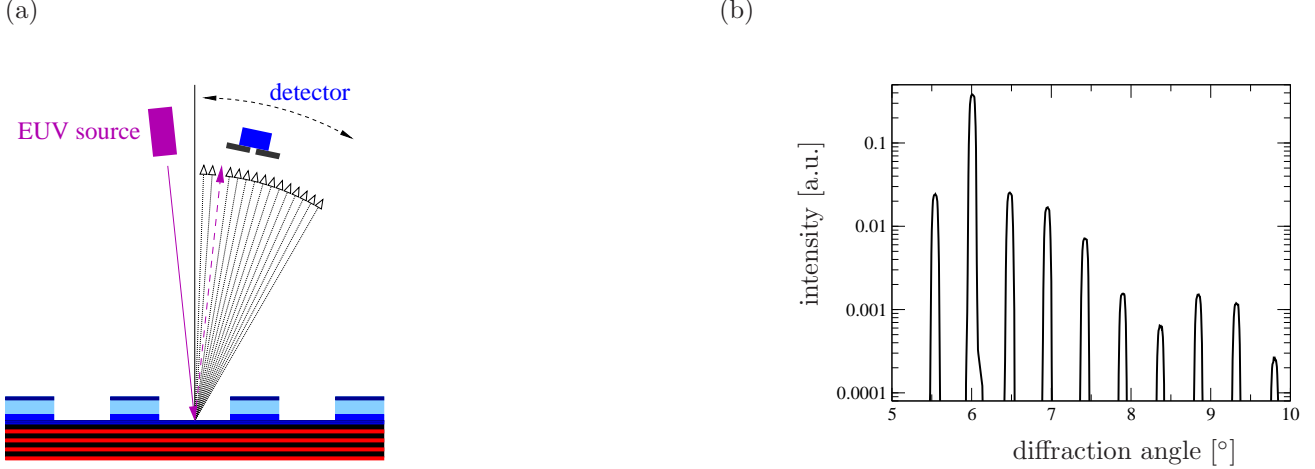 (a)
detector
EUV source
(b)
intensity [a.u.]
0.1
0.01
0.001
0.0001
5 6 7 8 9 10
diffraction angle [°]